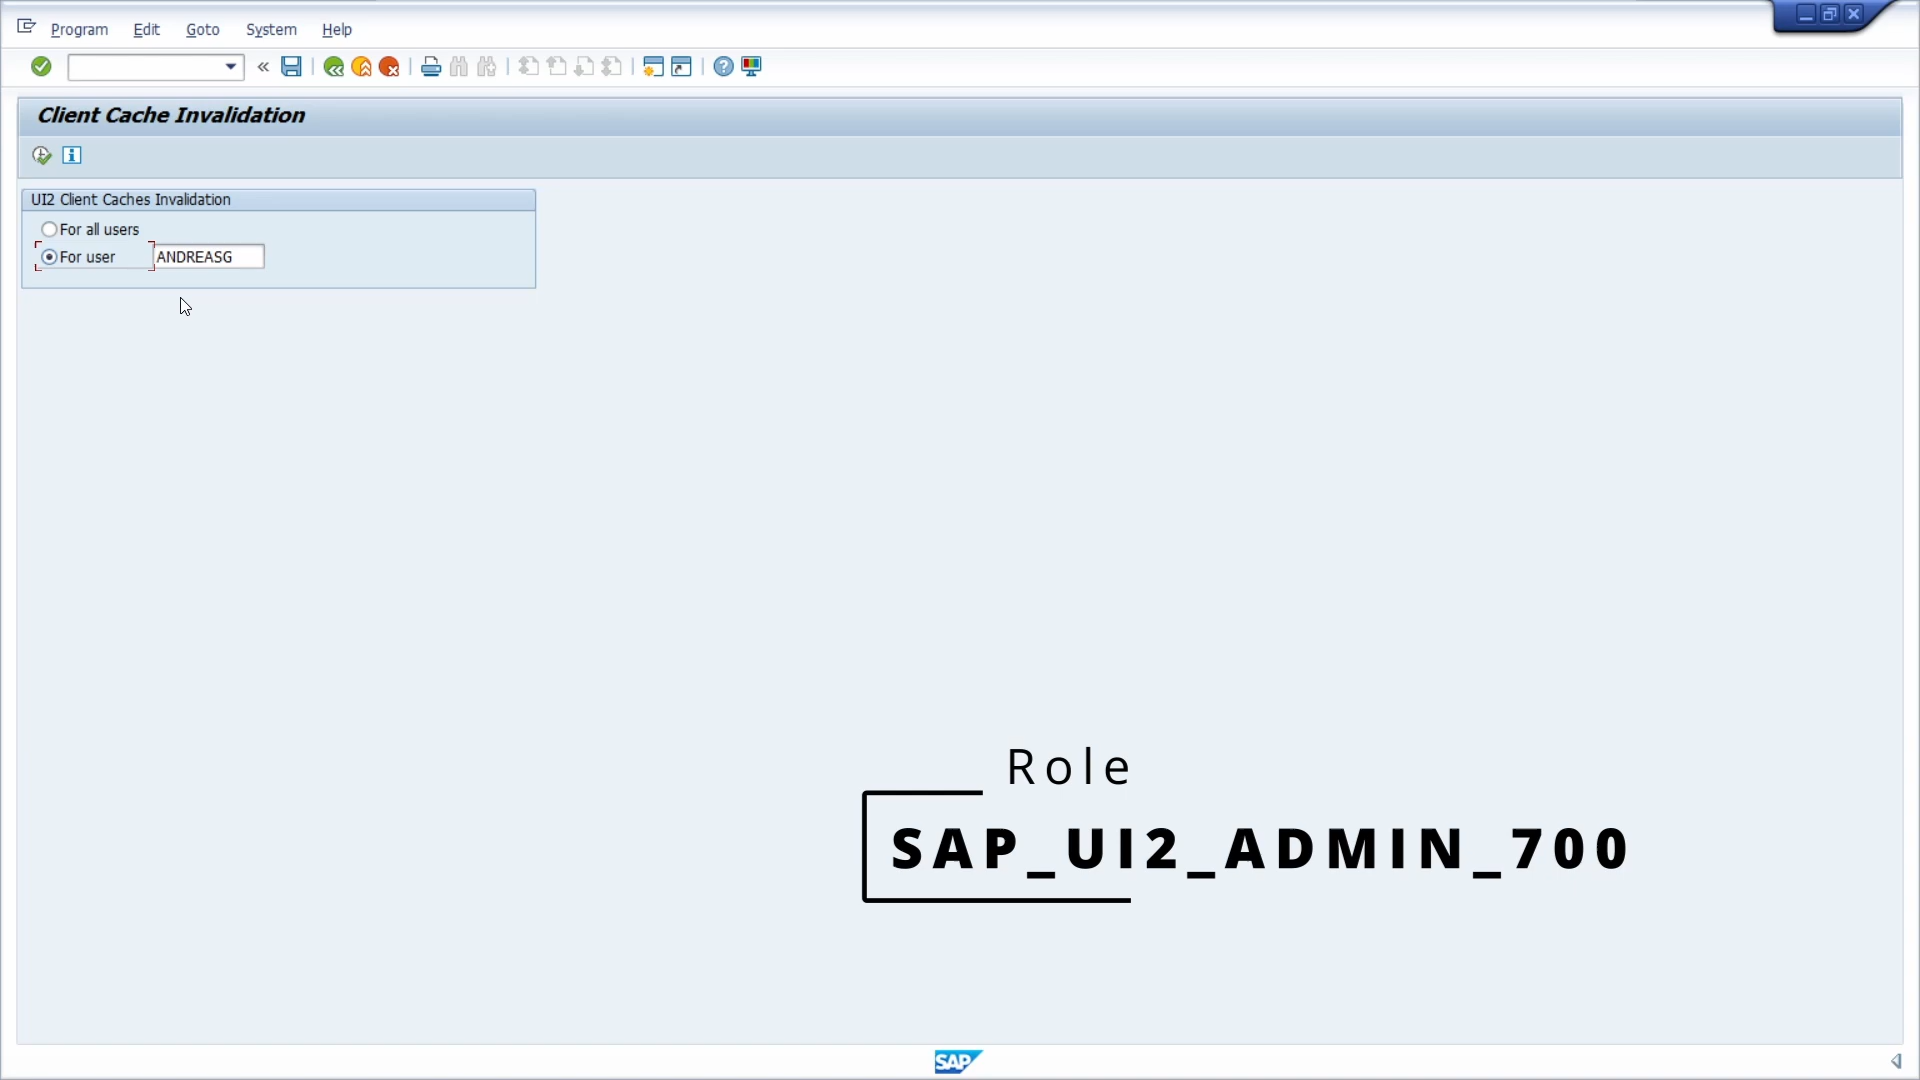 Program Edit Goto System Help
Client Cache Invalidation
UI2 Client Caches Invalidation
For all users
For user ANDREASG
Role
SAP_UI2_ADMIN_700
SAP